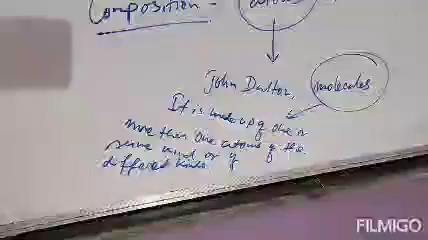 Composition - atoms
John Dalton,
molecules
It is made up of one or
more than one atoms of the
same kind or of
different kinds
FILMIGO